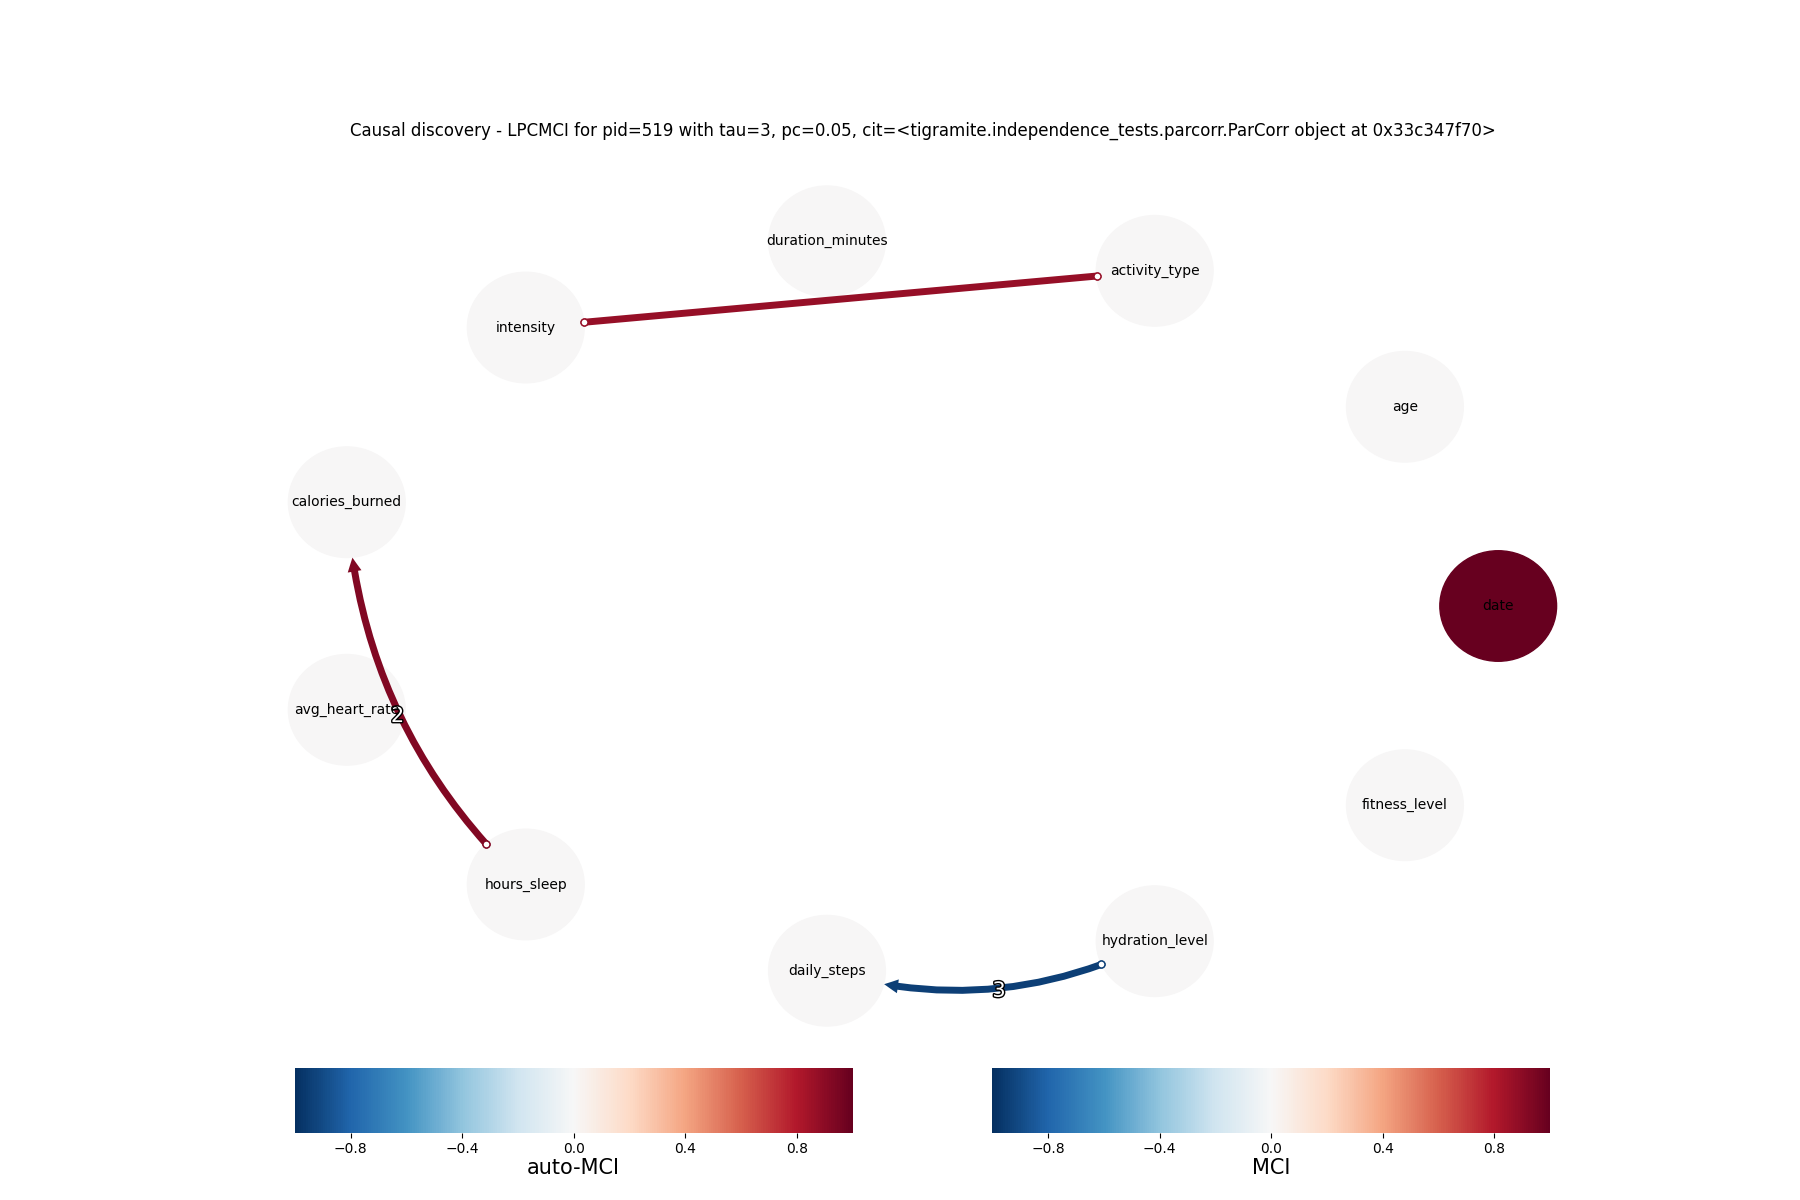 Causal discovery - LPCMCI for pid=519 with tau=3, pc=0.05, cit=<tigramite.independence_tests.parcorr.ParCorr object at 0x33c347f70>
duration_minutes
activity_type
intensity
age
calories_burned
date
avg_heart_rate
2
fitness_level
hours_sleep
hydration_level
daily_steps
3
−0.8 −0.4 0.0 0.4 0.8
auto-MCI
−0.8 −0.4 0.0 0.4 0.8
MCI